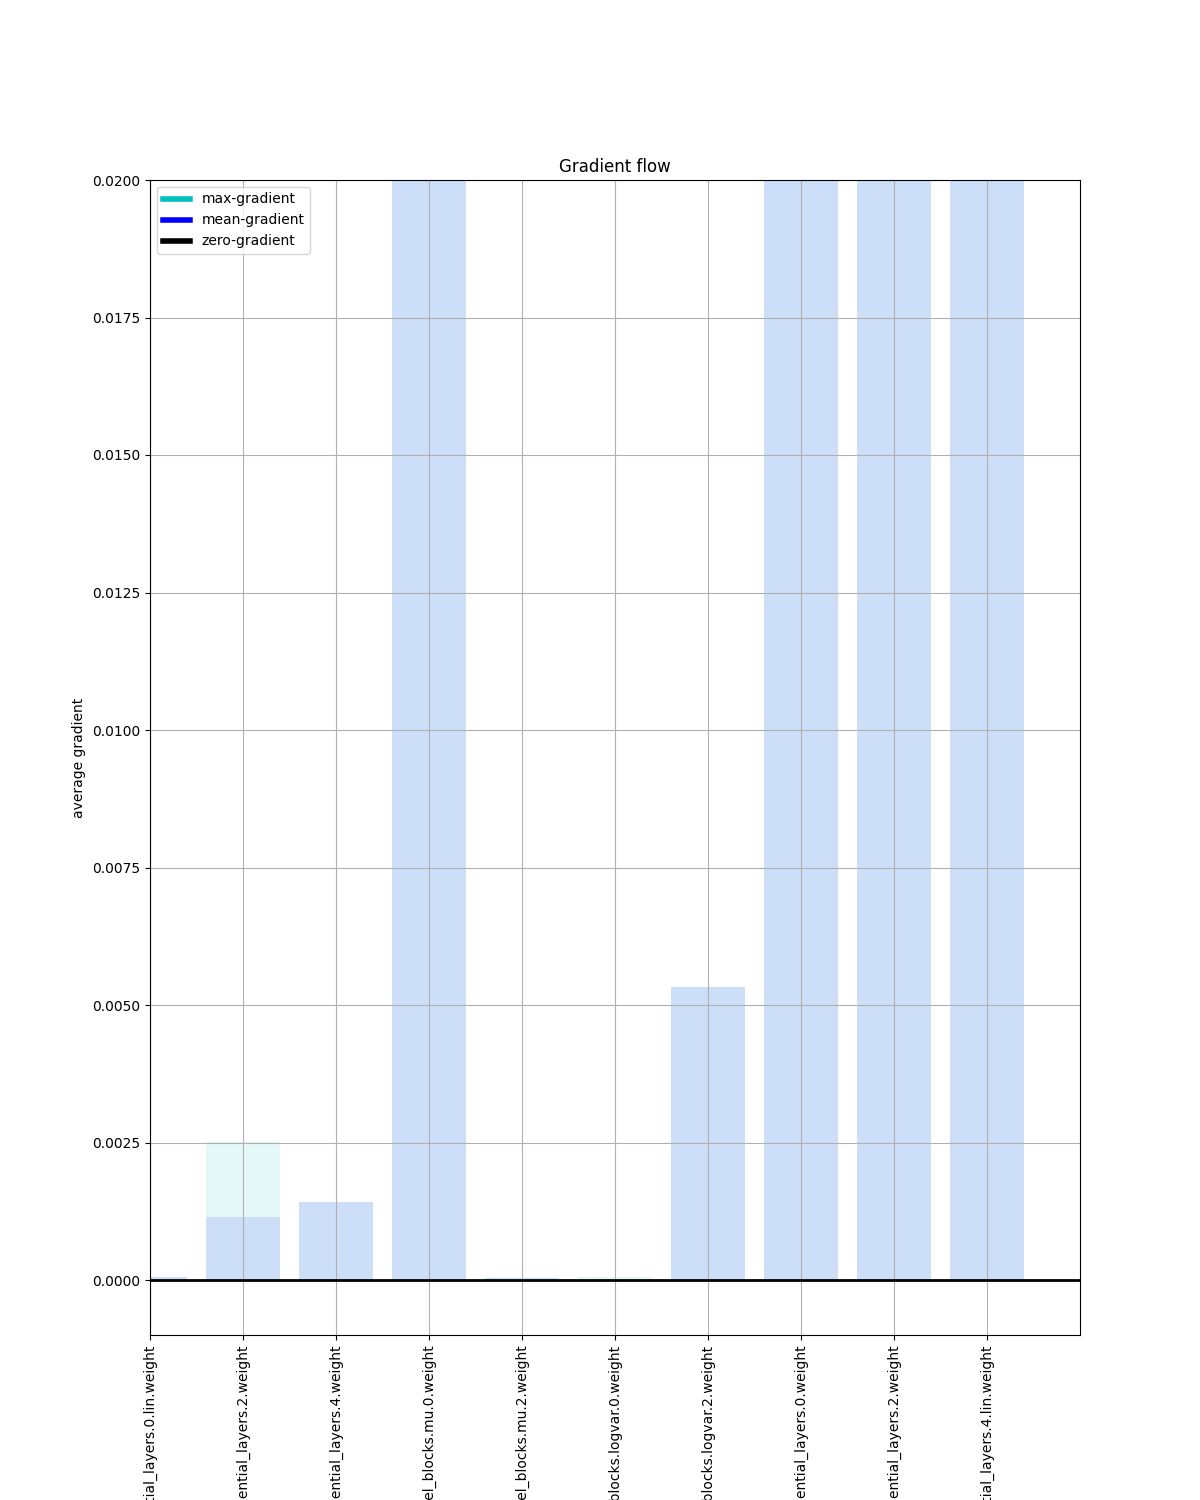 Gradient flow
max-gradient
mean-gradient
zero-gradient
0.0200
0.0175
0.0150
0.0125
0.0100
0.0075
0.0050
0.0025
0.0000
average gradient
tial_layers.0.lin.weight
ential_layers.2.weight
ential_layers.4.weight
el_blocks.mu.0.weight
el_blocks.mu.2.weight
blocks.logvar.0.weight
blocks.logvar.2.weight
ential_layers.0.weight
ential_layers.2.weight
tial_layers.4.lin.weight